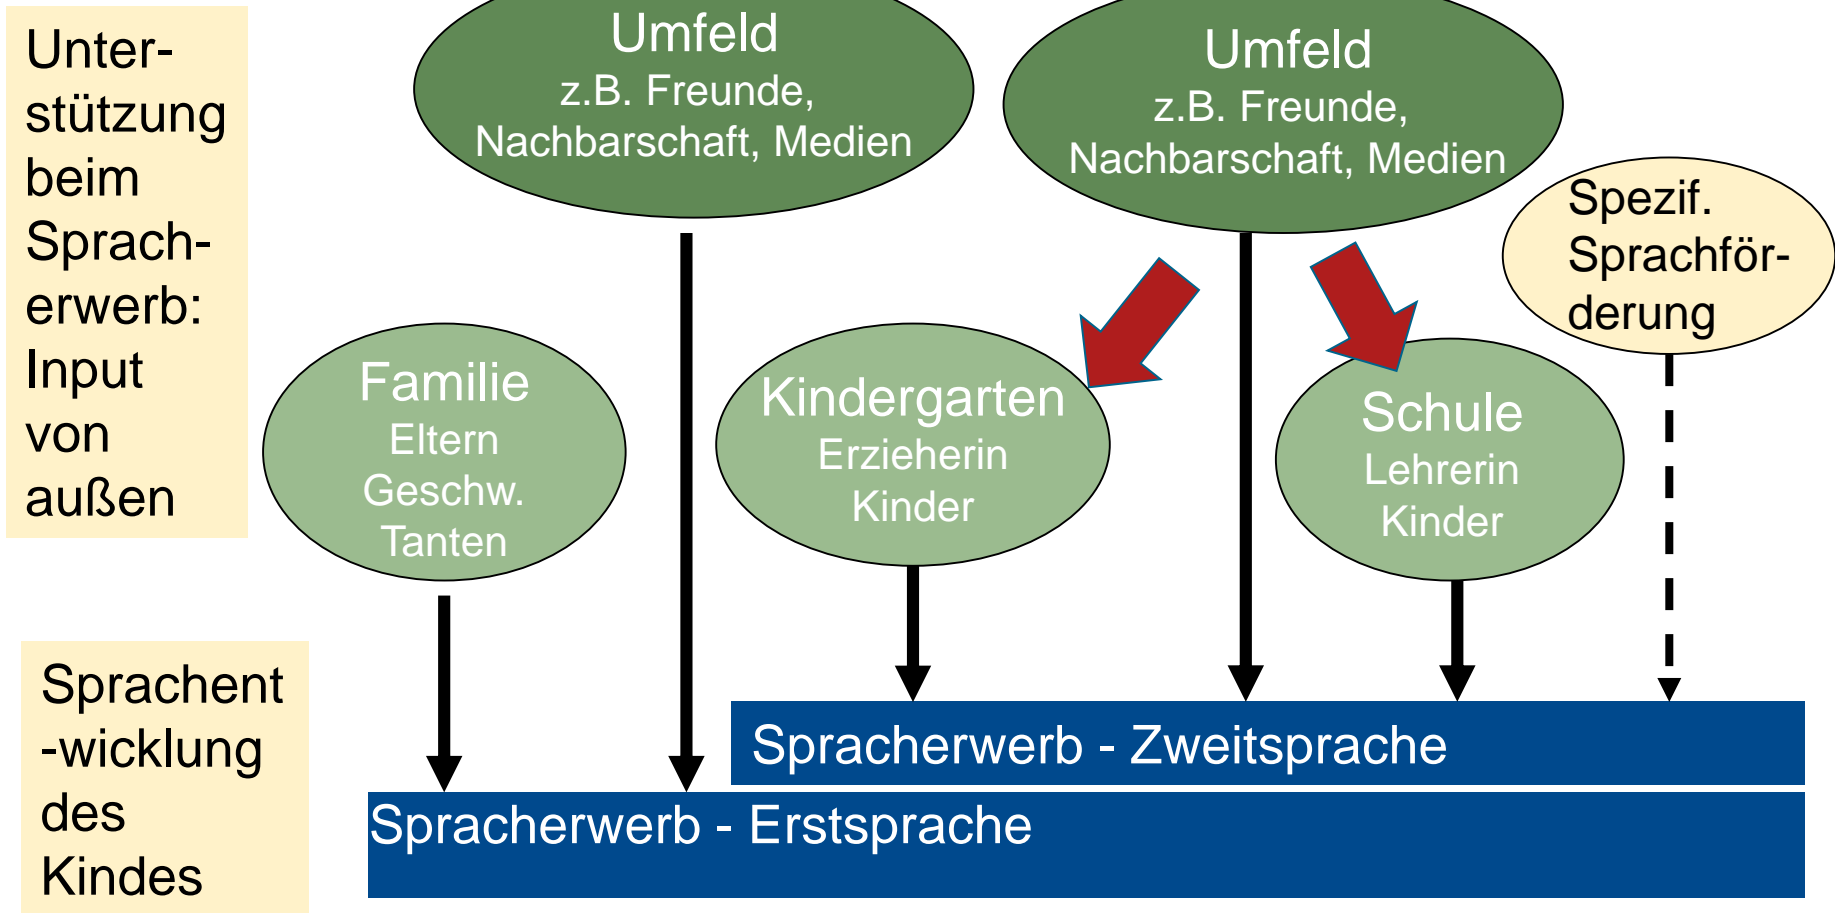 Unter-
stützung
beim
Sprach-
erwerb:
Input
von
außen
Umfeld
z.B. Freunde,
Nachbarschaft, Medien
Umfeld
z.B. Freunde,
Nachbarschaft, Medien
Spezif.
Sprachför-
derung
Familie
Eltern
Geschw.
Tanten
Kindergarten
Erzieherin
Kinder
Schule
Lehrerin
Kinder
Sprachent
-wicklung
des
Kindes
Spracherwerb - Zweitsprache
Spracherwerb - Erstsprache